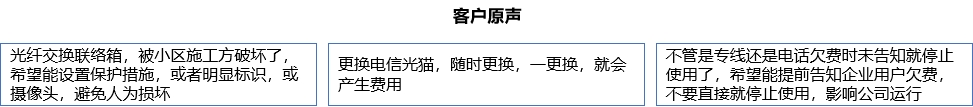 客户原声
光纤交换联络箱，被小区施工方破坏了，
希望能设置保护措施，或者明显标识，或
摄像头，避免人为损坏
更换电信光猫，随时更换，一更换，就会
产生费用
不管是专线还是电话欠费时未告知就停止
使用了，希望能提前告知企业用户欠费，
不要直接就停止使用，影响公司运行